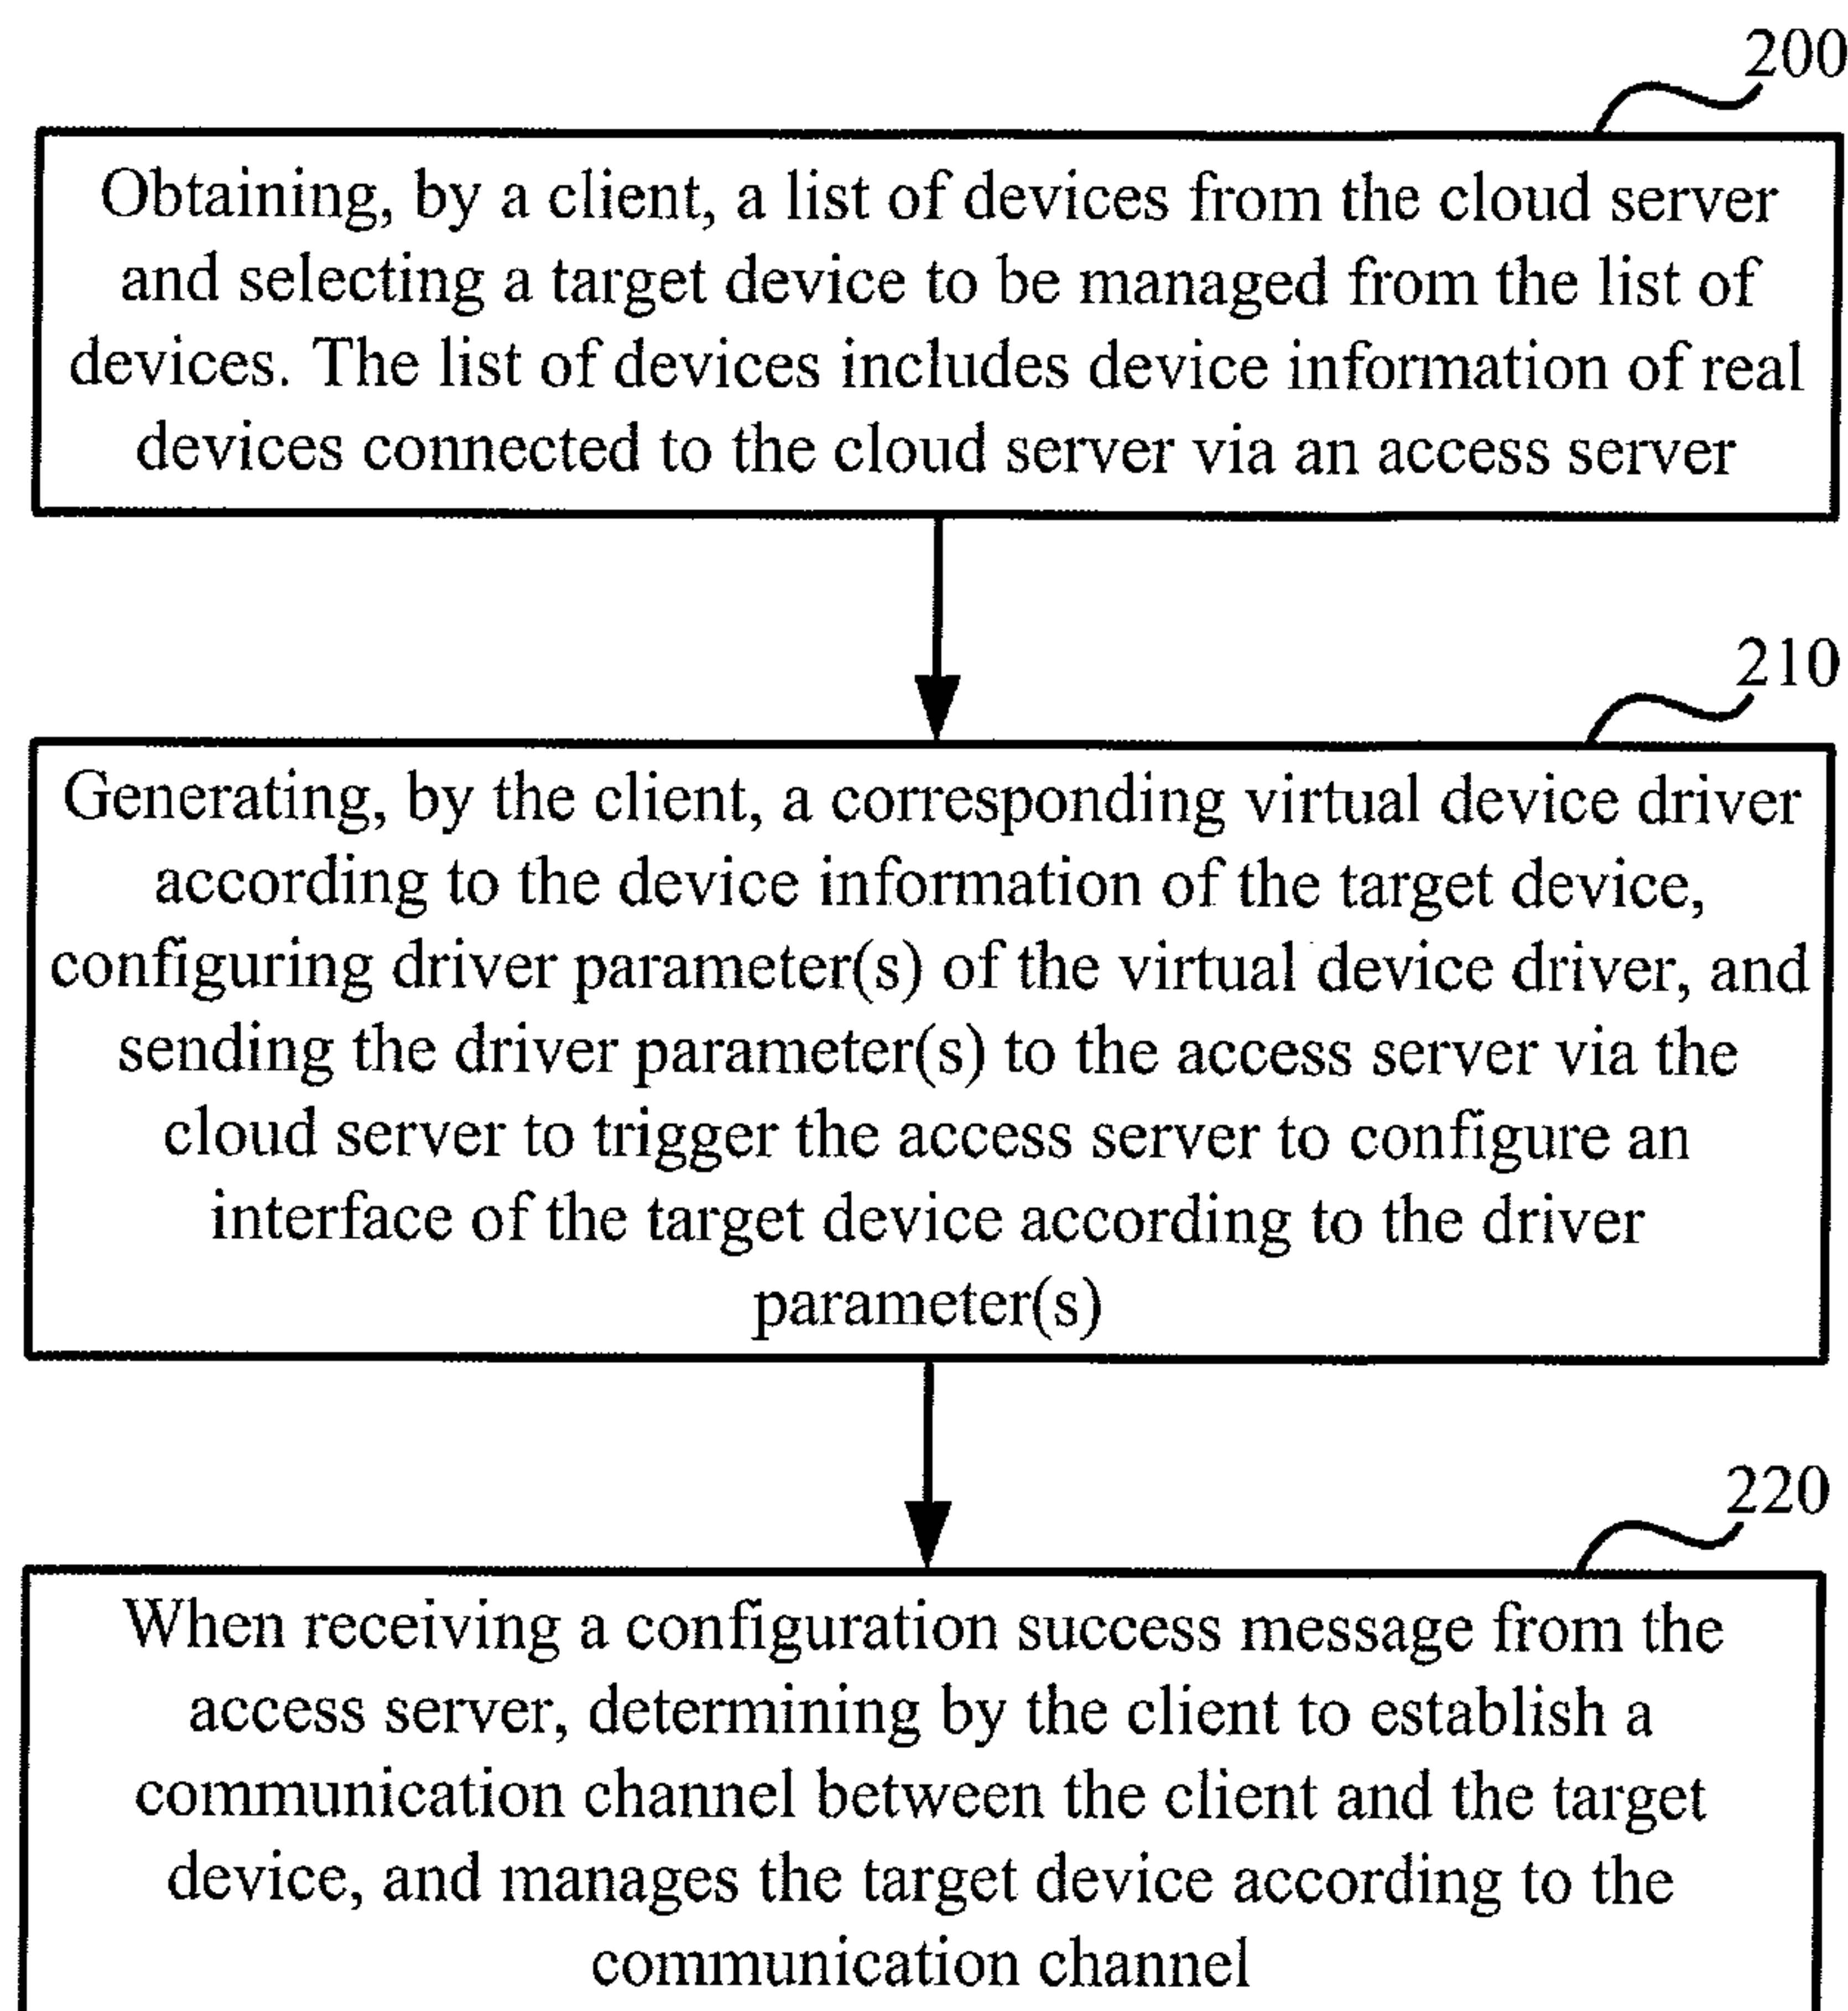 200
Obtaining, by a client, a list of devices from the cloud server
and selecting a target device to be managed from the list of
devices. The list of devices includes device information of real
devices connected to the cloud server via an access server
210
Generating, by the client, a corresponding virtual device driver
according to the device information of the target device,
configuring driver parameter(s) of the virtual device driver, and
sending the driver parameter(s) to the access server via the
cloud server to trigger the access server to configure an
interface of the target device according to the driver
parameter(s)
220
When receiving a configuration success message from the
access server, determining by the client to establish a
communication channel between the client and the target
device, and manages the target device according to the
communication channel